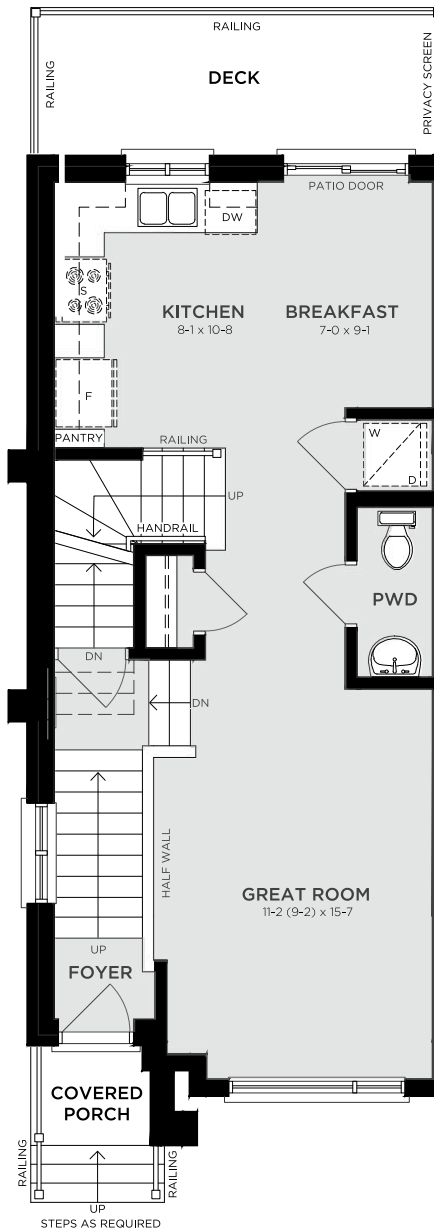 RAILING
RAILING
DECK
PRIVACY SCREEN
PATIO DOOR
DW
S
KITCHEN
8-1 x 10-8
BREAKFAST
7-0 x 9-1
F
PANTRY
RAILING
W
D
UP
HANDRAIL
PWD
DN
DN
HALF WALL
GREAT ROOM
11-2 (9-2) x 15-7
UP
FOYER
COVERED
PORCH
RAILING
RAILING
UP
STEPS AS REQUIRED